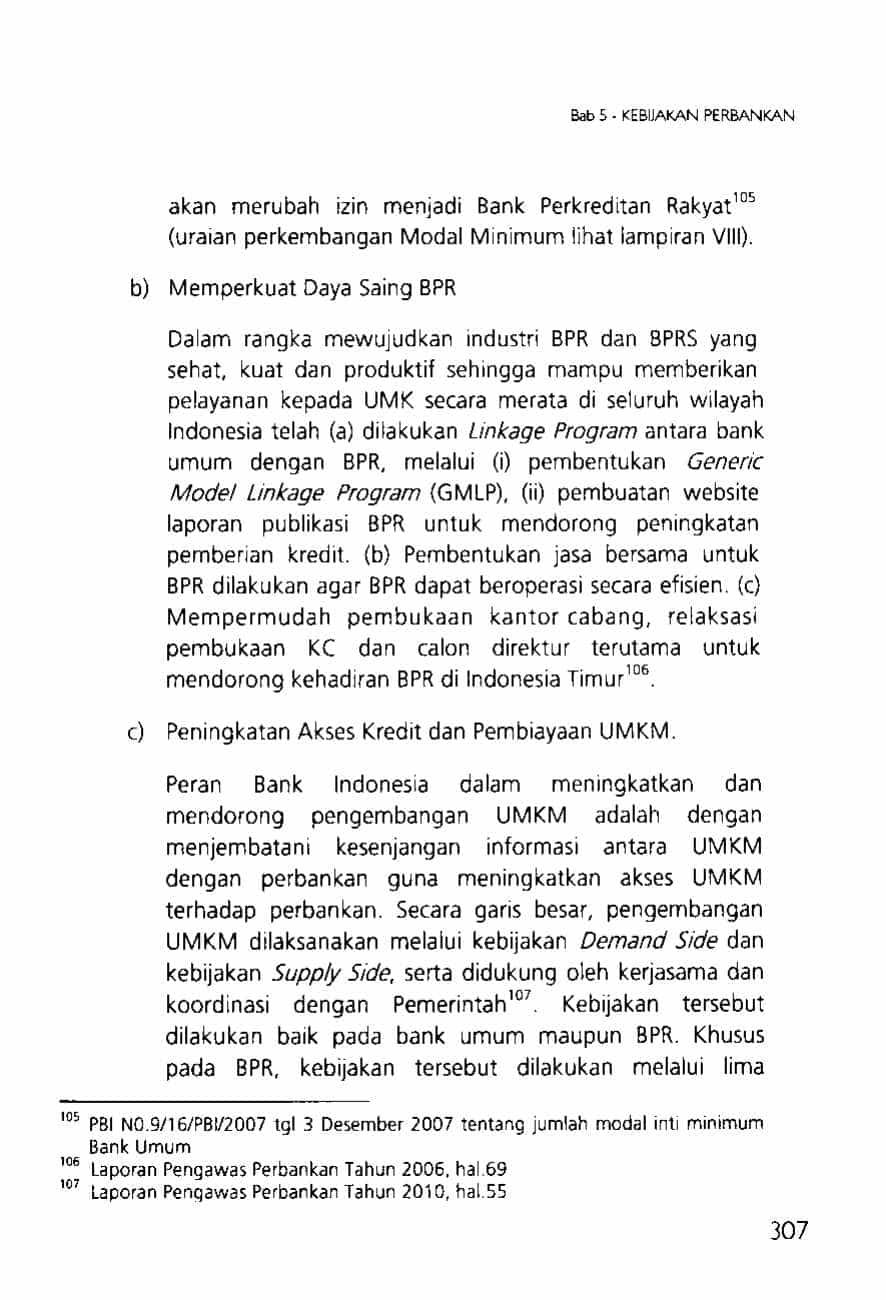 Bab 5 - KEBIJAKAN PERBANKAN
akan merubah izin menjadi Bank Perkreditan Rakyat105
(uraian perkembangan Modal Minimum lihat lampiran VIII).
b) Memperkuat Daya Saing BPR
Dalam rangka mewujudkan industri BPR dan BPRS yang
sehat, kuat dan produktif sehingga mampu memberikan
pelayanan kepada UMK secara merata di seluruh wilayah
Indonesia telah (a) dilakukan Linkage Program antara bank
umum dengan BPR, melalui (i) pembentukan Generic
Model Linkage Program (GMLP), (ii) pembuatan website
laporan publikasi BPR untuk mendorong peningkatan
pemberian kredit. (b) Pembentukan jasa bersama untuk
BPR dilakukan agar BPR dapat beroperasi secara efisien. (c)
Mempermudah pembukaan kantor cabang, relaksasi
pembukaan KC dan calon direktur terutama untuk
mendorong kehadiran BPR di Indonesia Timur106.
c) Peningkatan Akses Kredit dan Pembiayaan UMKM.
Peran Bank Indonesia dalam meningkatkan dan
mendorong pengembangan UMKM adalah dengan
menjembatani kesenjangan informasi antara UMKM
dengan perbankan guna meningkatkan akses UMKM
terhadap perbankan. Secara garis besar, pengembangan
UMKM dilaksanakan melalui kebijakan Demand Side dan
kebijakan Supply Side, serta didukung oleh kerjasama dan
koordinasi dengan Pemerintah107. Kebijakan tersebut
dilakukan baik pada bank umum maupun BPR. Khusus
pada BPR, kebijakan tersebut dilakukan melalui lima
105 PBI N0.9/16/PBI/2007 tgl 3 Desember 2007 tentang jumlah modal inti minimum
Bank Umum
106 Laporan Pengawas Perbankan Tahun 2006, hal.69
107 Laporan Pengawas Perbankan Tahun 2010, hal.55
307